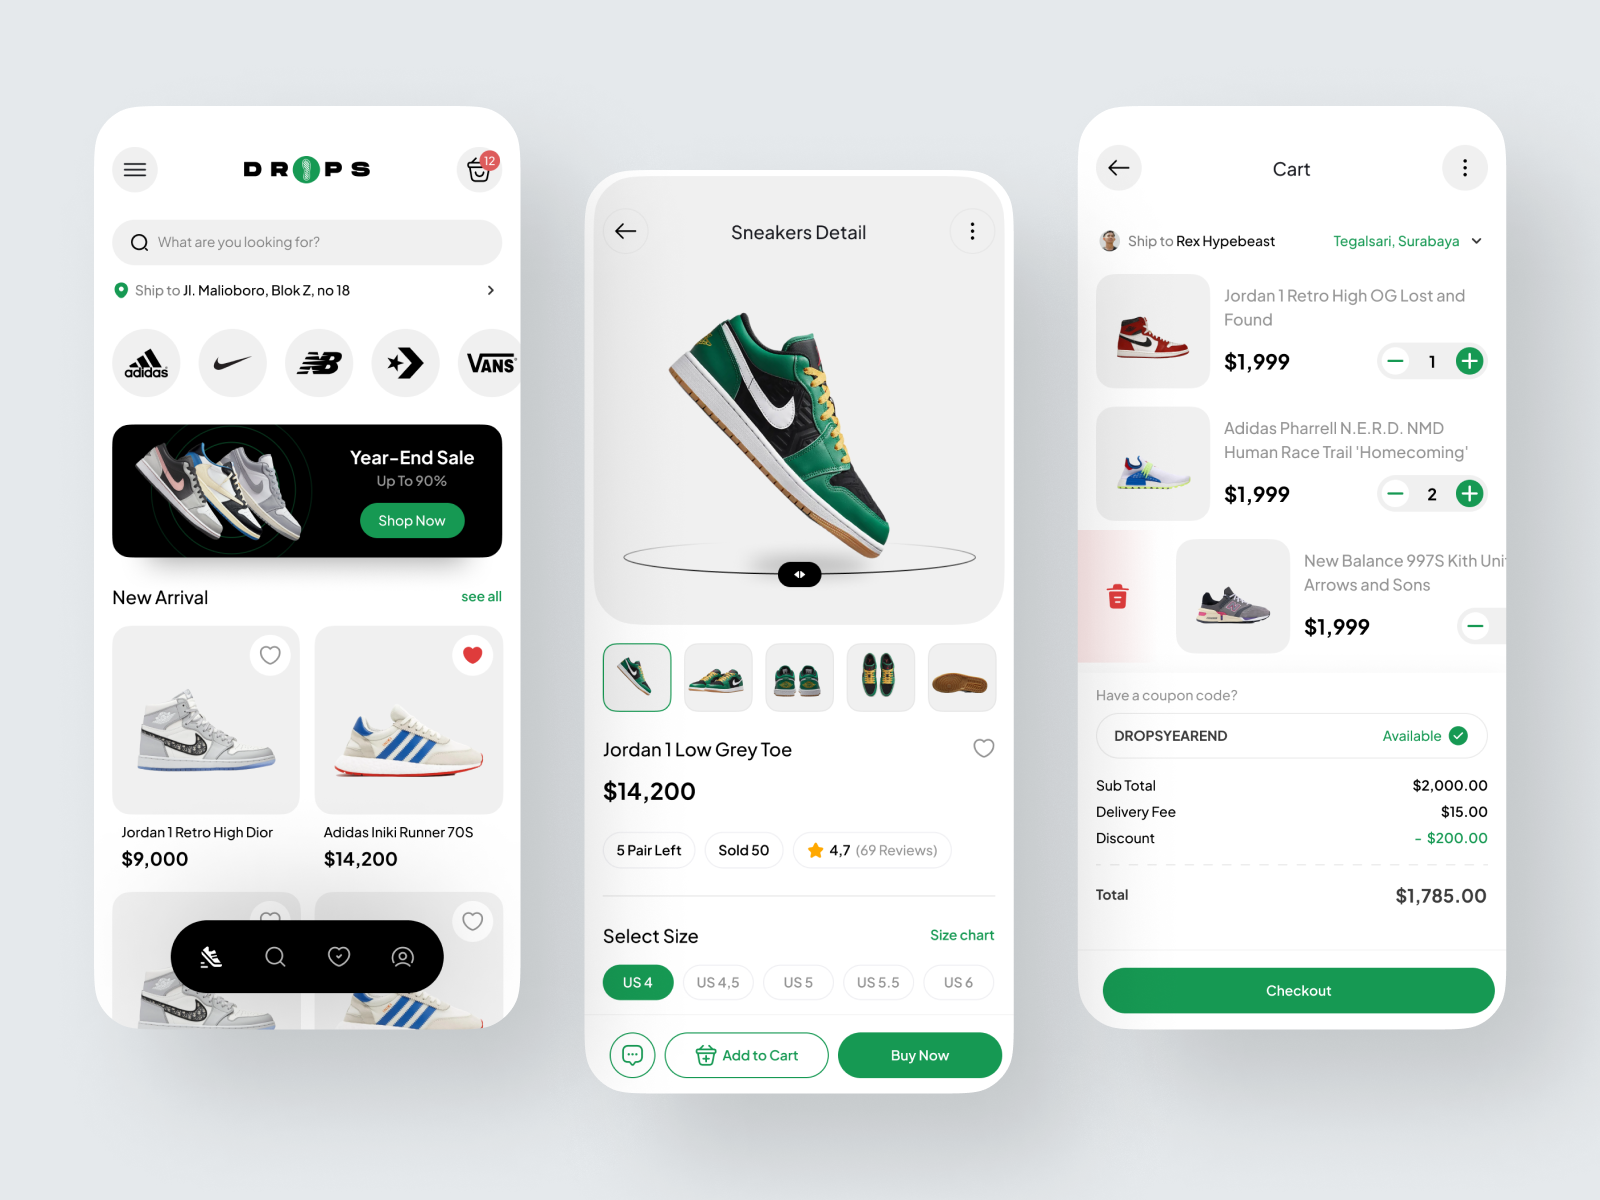 DROPS
12
What are you looking for?
Ship to Jl. Malioboro, Blok Z, no 18
adidas
NB
VANS
Year-End Sale
Up To 90%
Shop Now
New Arrival
see all
Jordan 1 Retro High Dior
$9,000
Adidas Iniki Runner 70S
$14,200
Sneakers Detail
Jordan 1 Low Grey Toe
$14,200
5 Pair Left
Sold 50
4,7 (69 Reviews)
Select Size
Size chart
US 4
US 4,5
US 5
US 5.5
US 6
Add to Cart
Buy Now
Cart
Ship to Rex Hypebeast
Tegalsari, Surabaya
Jordan 1 Retro High OG Lost and
Found
$1,999
1
Adidas Pharrell N.E.R.D. NMD
Human Race Trail 'Homecoming'
$1,999
2
New Balance 997S Kith Uni
Arrows and Sons
$1,999
Have a coupon code?
DROPSYEAREND
Available
Sub Total
$2,000.00
Delivery Fee
$15.00
Discount
- $200.00
Total
$1,785.00
Checkout